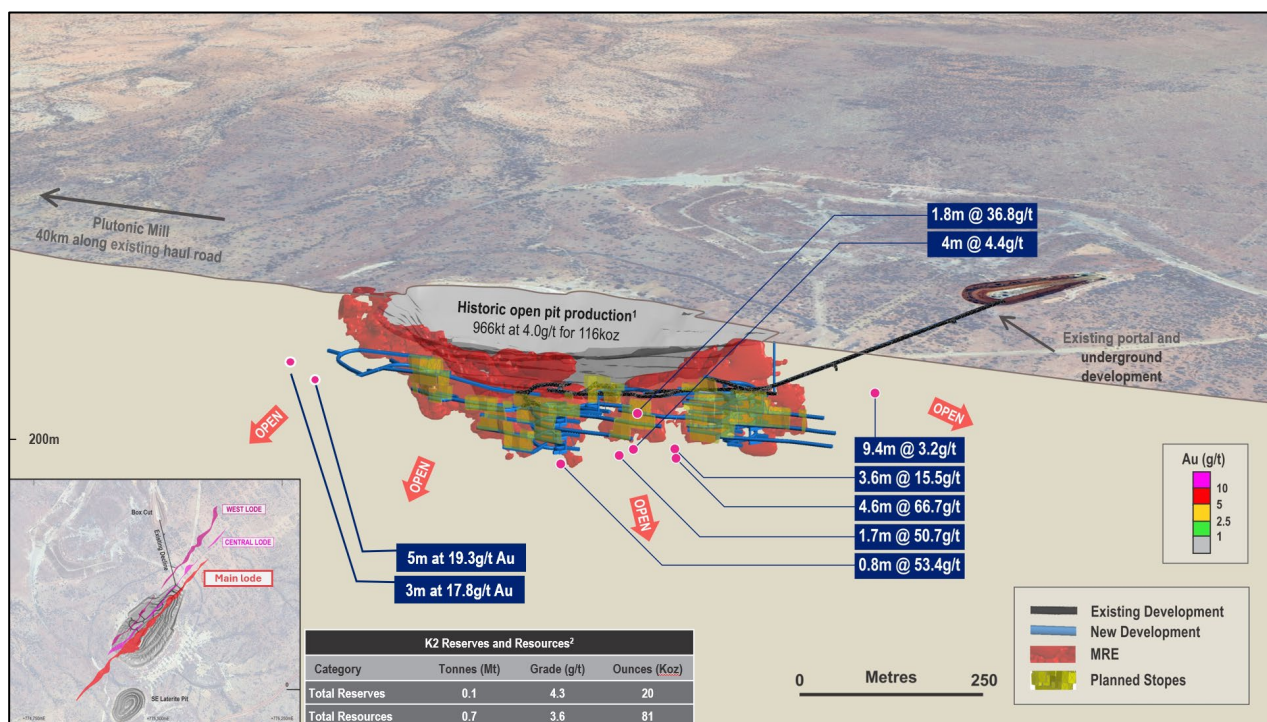 Plutonic Mill
40km along existing haul road
Historic open pit production¹
966kt at 4.0g/t for 116koz
1.8m @ 36.8g/t
4m @ 4.4g/t
Existing portal and
underground
development
OPEN
OPEN
OPEN
OPEN
200m
9.4m @ 3.2g/t
3.6m @ 15.5g/t
4.6m @ 66.7g/t
1.7m @ 50.7g/t
0.8m @ 53.4g/t
5m at 19.3g/t Au
3m at 17.8g/t Au
Au (g/t)
10
5
2.5
1
Box Cut
Existing Decline
WEST LODE
CENTRAL LODE
Main lode
SE Laterite Pit
0
K2 Reserves and Resources²
Category Tonnes (Mt) Grade (g/t) Ounces (Koz)
Total Reserves 0.1 4.3 20
Total Resources 0.7 3.6 81
Metres
0 250
Existing Development
New Development
MRE
Planned Stopes